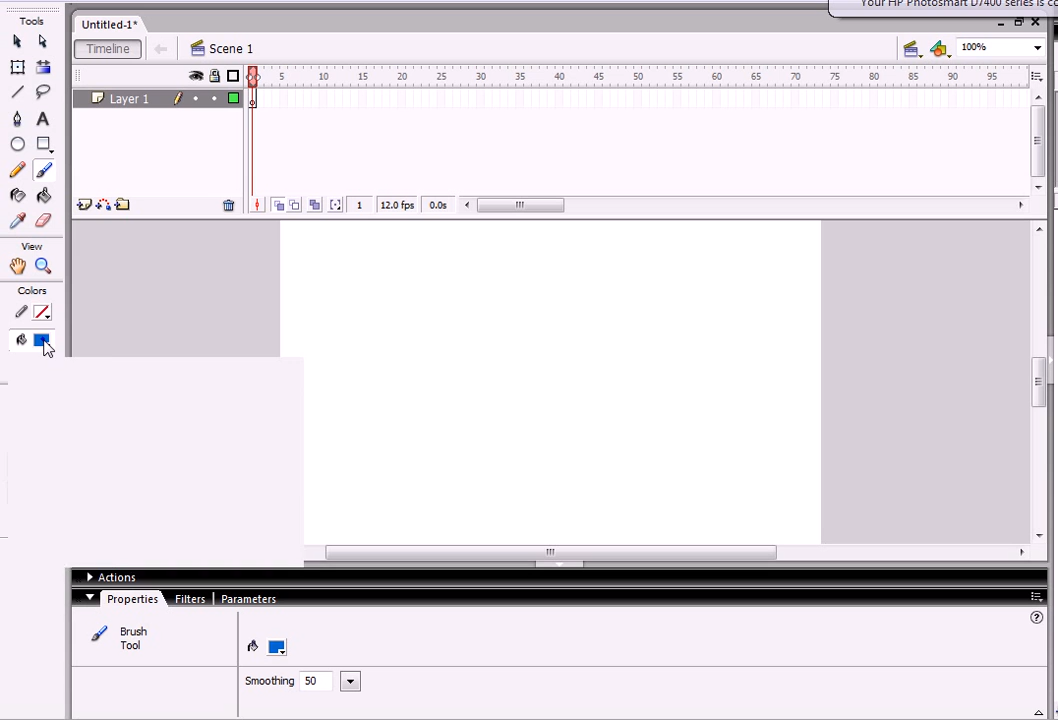 Your HP Photosmart D7400 series is co
Tools
Untitled-1*
Timeline
Scene 1
100%
5 10 15 20 25 30 35 40 45 50 55 60 65 70 75 80 85 90 95
Layer 1
A
1 12.0 fps 0.0s
View
Colors
Actions
Properties Filters Parameters
Brush
Tool
Smoothing 50